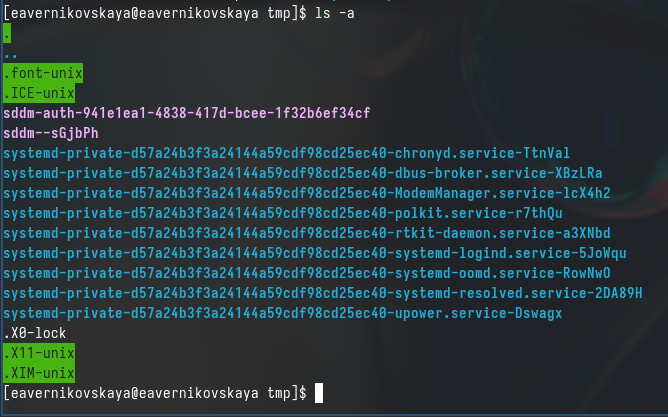 [eavernikovskaya@eavernikovskaya tmp]$ ls -a
.
..
.font-unix
.ICE-unix
sddm-auth-941e1ea1-4838-417d-bcee-1f32b6ef34cf
sddm--sGjbPh
systemd-private-d57a24b3f3a24144a59cdf98cd25ec40-chronyd.service-TtnVal
systemd-private-d57a24b3f3a24144a59cdf98cd25ec40-dbus-broker.service-XBzLRa
systemd-private-d57a24b3f3a24144a59cdf98cd25ec40-ModemManager.service-lcX4h2
systemd-private-d57a24b3f3a24144a59cdf98cd25ec40-polkit.service-r7thQu
systemd-private-d57a24b3f3a24144a59cdf98cd25ec40-rtkit-daemon.service-a3XNbd
systemd-private-d57a24b3f3a24144a59cdf98cd25ec40-systemd-logind.service-5JoWqu
systemd-private-d57a24b3f3a24144a59cdf98cd25ec40-systemd-oomd.service-RowNwO
systemd-private-d57a24b3f3a24144a59cdf98cd25ec40-systemd-resolved.service-2DA89H
systemd-private-d57a24b3f3a24144a59cdf98cd25ec40-upower.service-Dswagx
.X0-lock
.X11-unix
.XIM-unix
[eavernikovskaya@eavernikovskaya tmp]$